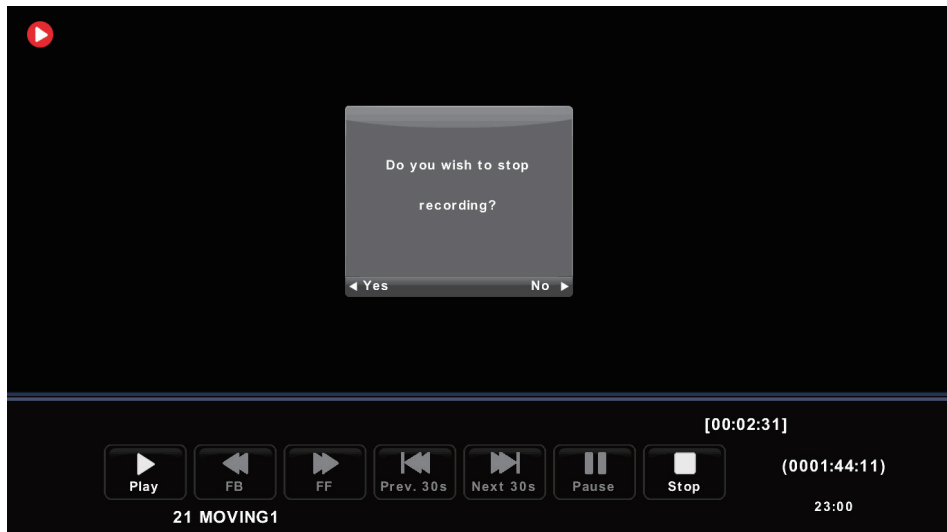 Do you wish to stop
recording?
Yes No
[00:02:31]
Play FB FF Prev. 30s Next 30s Pause Stop
(0001:44:11)
23:00
21 MOVING1